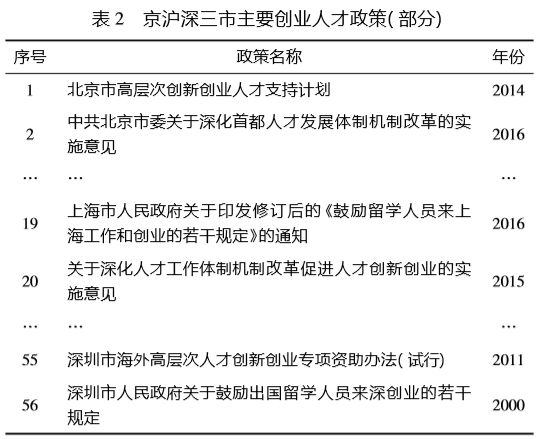 表 2 京沪深三市主要创业人才政策( 部分)
序号 政策名称 年份
1 北京市高层次创新创业人才支持计划 2014
中共北京市委关于深化首都人才发展体制机制改革的实
2 2016
施意见
… … …
上海市人民政府关于印发修订后的《鼓励留学人员来上
19 2016
海工作和创业的若干规定》的通知
关于深化人才工作体制机制改革促进人才创新创业的实
20 2015
施意见
… … …
55 深圳市海外高层次人才创新创业专项资助办法( 试行) 2011
深圳市人民政府关于鼓励出国留学人员来深创业的若干
56 2000
规定